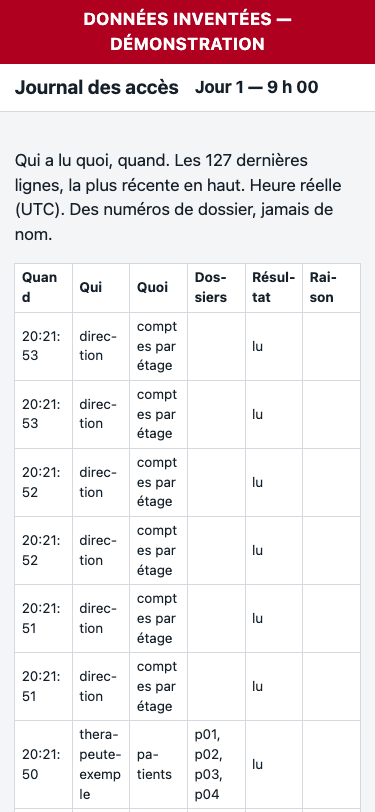 DONNÉES INVENTÉES —
DÉMONSTRATION
Journal des accès Jour 1 — 9 h 00
Qui a lu quoi, quand. Les 127 dernières
lignes, la plus récente en haut. Heure réelle
(UTC). Des numéros de dossier, jamais de
nom.
Quan
d
Qui
Quoi
Dos-
siers
Résul-
tat
Rai-
son
20:21:
53
direc-
tion
compt
es par
étage
lu
20:21:
53
direc-
tion
compt
es par
étage
lu
20:21:
52
direc-
tion
compt
es par
étage
lu
20:21:
52
direc-
tion
compt
es par
étage
lu
20:21:
51
direc-
tion
compt
es par
étage
lu
20:21:
51
direc-
tion
compt
es par
étage
lu
20:21:
50
thera-
peute-
exemp
le
pa-
tients
p01,
p02,
p03,
p04
lu